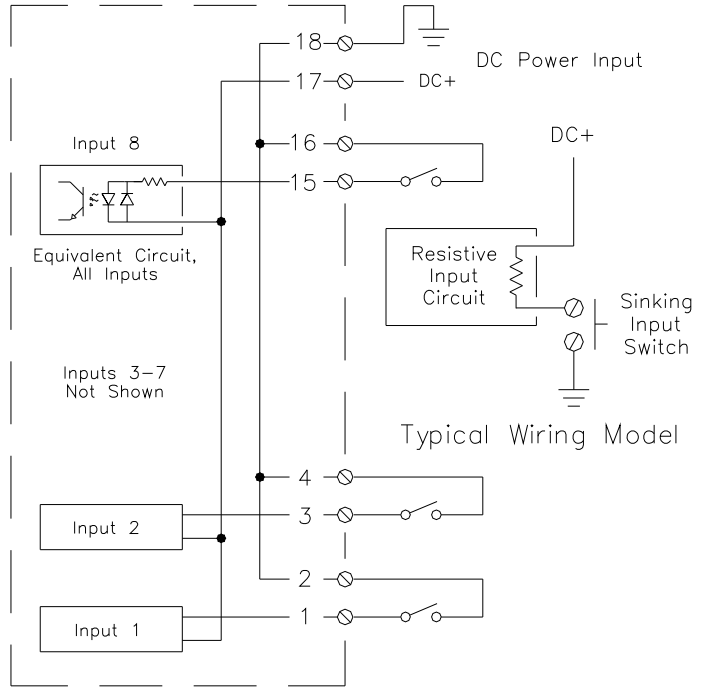 18
DC Power Input
17
DC+
Input 8
16
DC+
15
Equivalent Circuit,
All Inputs
Resistive
Input
Circuit
Sinking
Input
Switch
Inputs 3-7
Not Shown
Typical Wiring Model
4
3
Input 2
2
1
Input 1